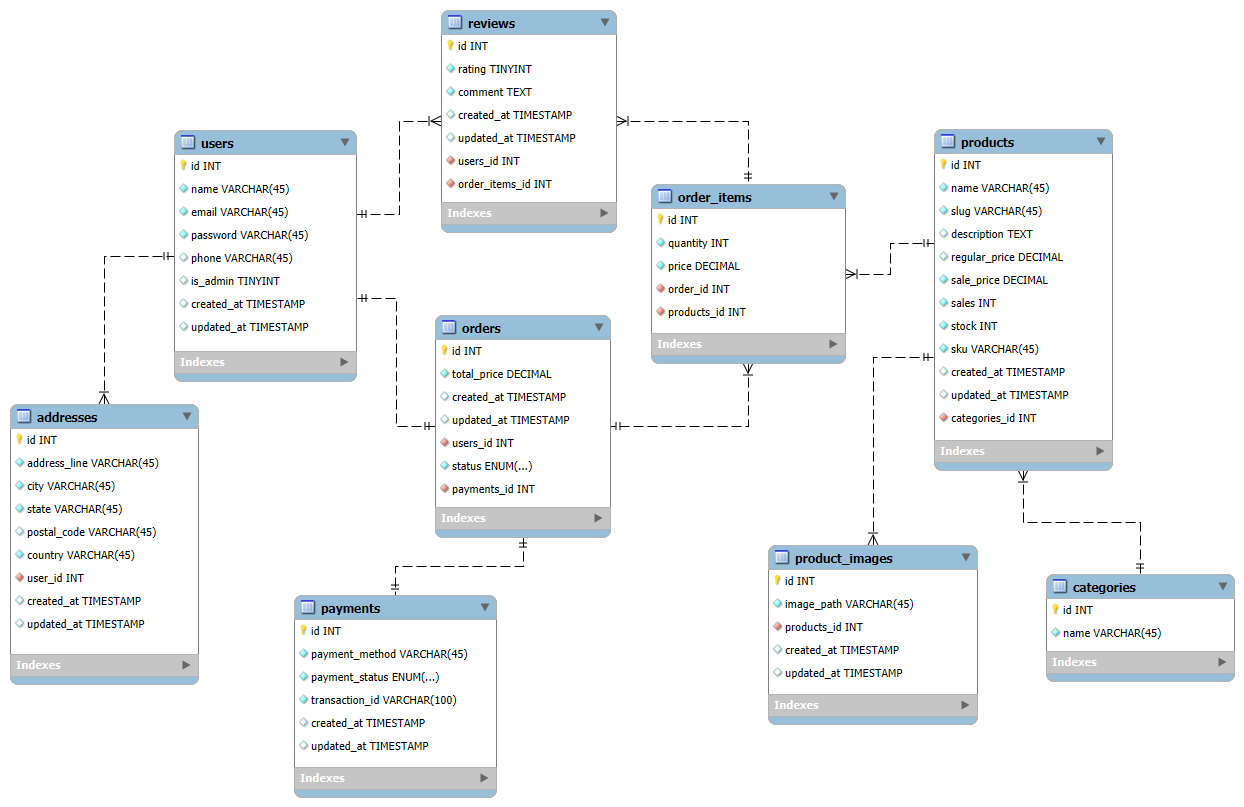 reviews
id INT
rating TINYINT
comment TEXT
created_at TIMESTAMP
updated_at TIMESTAMP
users_id INT
order_items_id INT
Indexes
users
id INT
name VARCHAR(45)
email VARCHAR(45)
password VARCHAR(45)
phone VARCHAR(45)
is_admin TINYINT
created_at TIMESTAMP
updated_at TIMESTAMP
Indexes
products
id INT
name VARCHAR(45)
slug VARCHAR(45)
description TEXT
regular_price DECIMAL
sale_price DECIMAL
sales INT
stock INT
sku VARCHAR(45)
created_at TIMESTAMP
updated_at TIMESTAMP
categories_id INT
Indexes
order_items
id INT
quantity INT
price DECIMAL
order_id INT
products_id INT
Indexes
orders
id INT
total_price DECIMAL
created_at TIMESTAMP
updated_at TIMESTAMP
users_id INT
status ENUM(...)
payments_id INT
Indexes
addresses
id INT
address_line VARCHAR(45)
city VARCHAR(45)
state VARCHAR(45)
postal_code VARCHAR(45)
country VARCHAR(45)
user_id INT
created_at TIMESTAMP
updated_at TIMESTAMP
Indexes
product_images
id INT
image_path VARCHAR(45)
products_id INT
created_at TIMESTAMP
updated_at TIMESTAMP
Indexes
categories
id INT
name VARCHAR(45)
Indexes
payments
id INT
payment_method VARCHAR(45)
payment_status ENUM(...)
transaction_id VARCHAR(100)
created_at TIMESTAMP
updated_at TIMESTAMP
Indexes